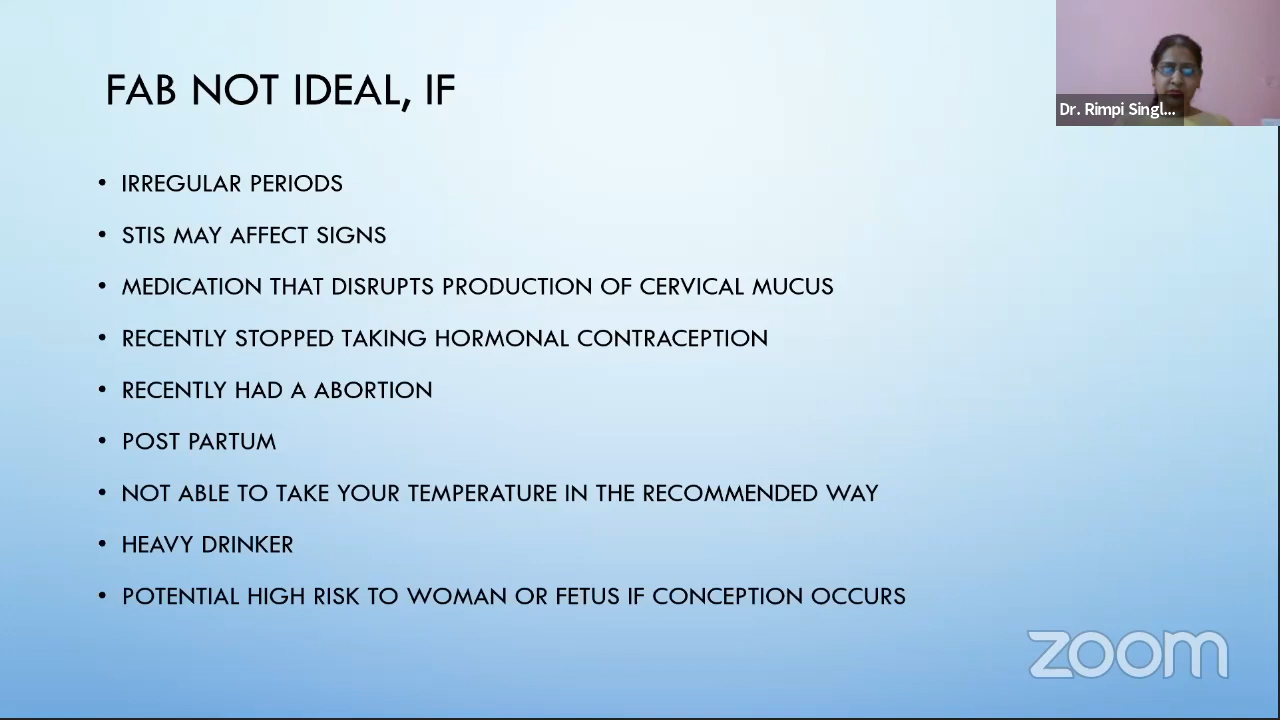 FAB NOT IDEAL, IF
Dr. Rimpi Singl...
• IRREGULAR PERIODS
• STIS MAY AFFECT SIGNS
• MEDICATION THAT DISRUPTS PRODUCTION OF CERVICAL MUCUS
• RECENTLY STOPPED TAKING HORMONAL CONTRACEPTION
• RECENTLY HAD A ABORTION
• POST PARTUM
• NOT ABLE TO TAKE YOUR TEMPERATURE IN THE RECOMMENDED WAY
• HEAVY DRINKER
• POTENTIAL HIGH RISK TO WOMAN OR FETUS IF CONCEPTION OCCURS
zoom